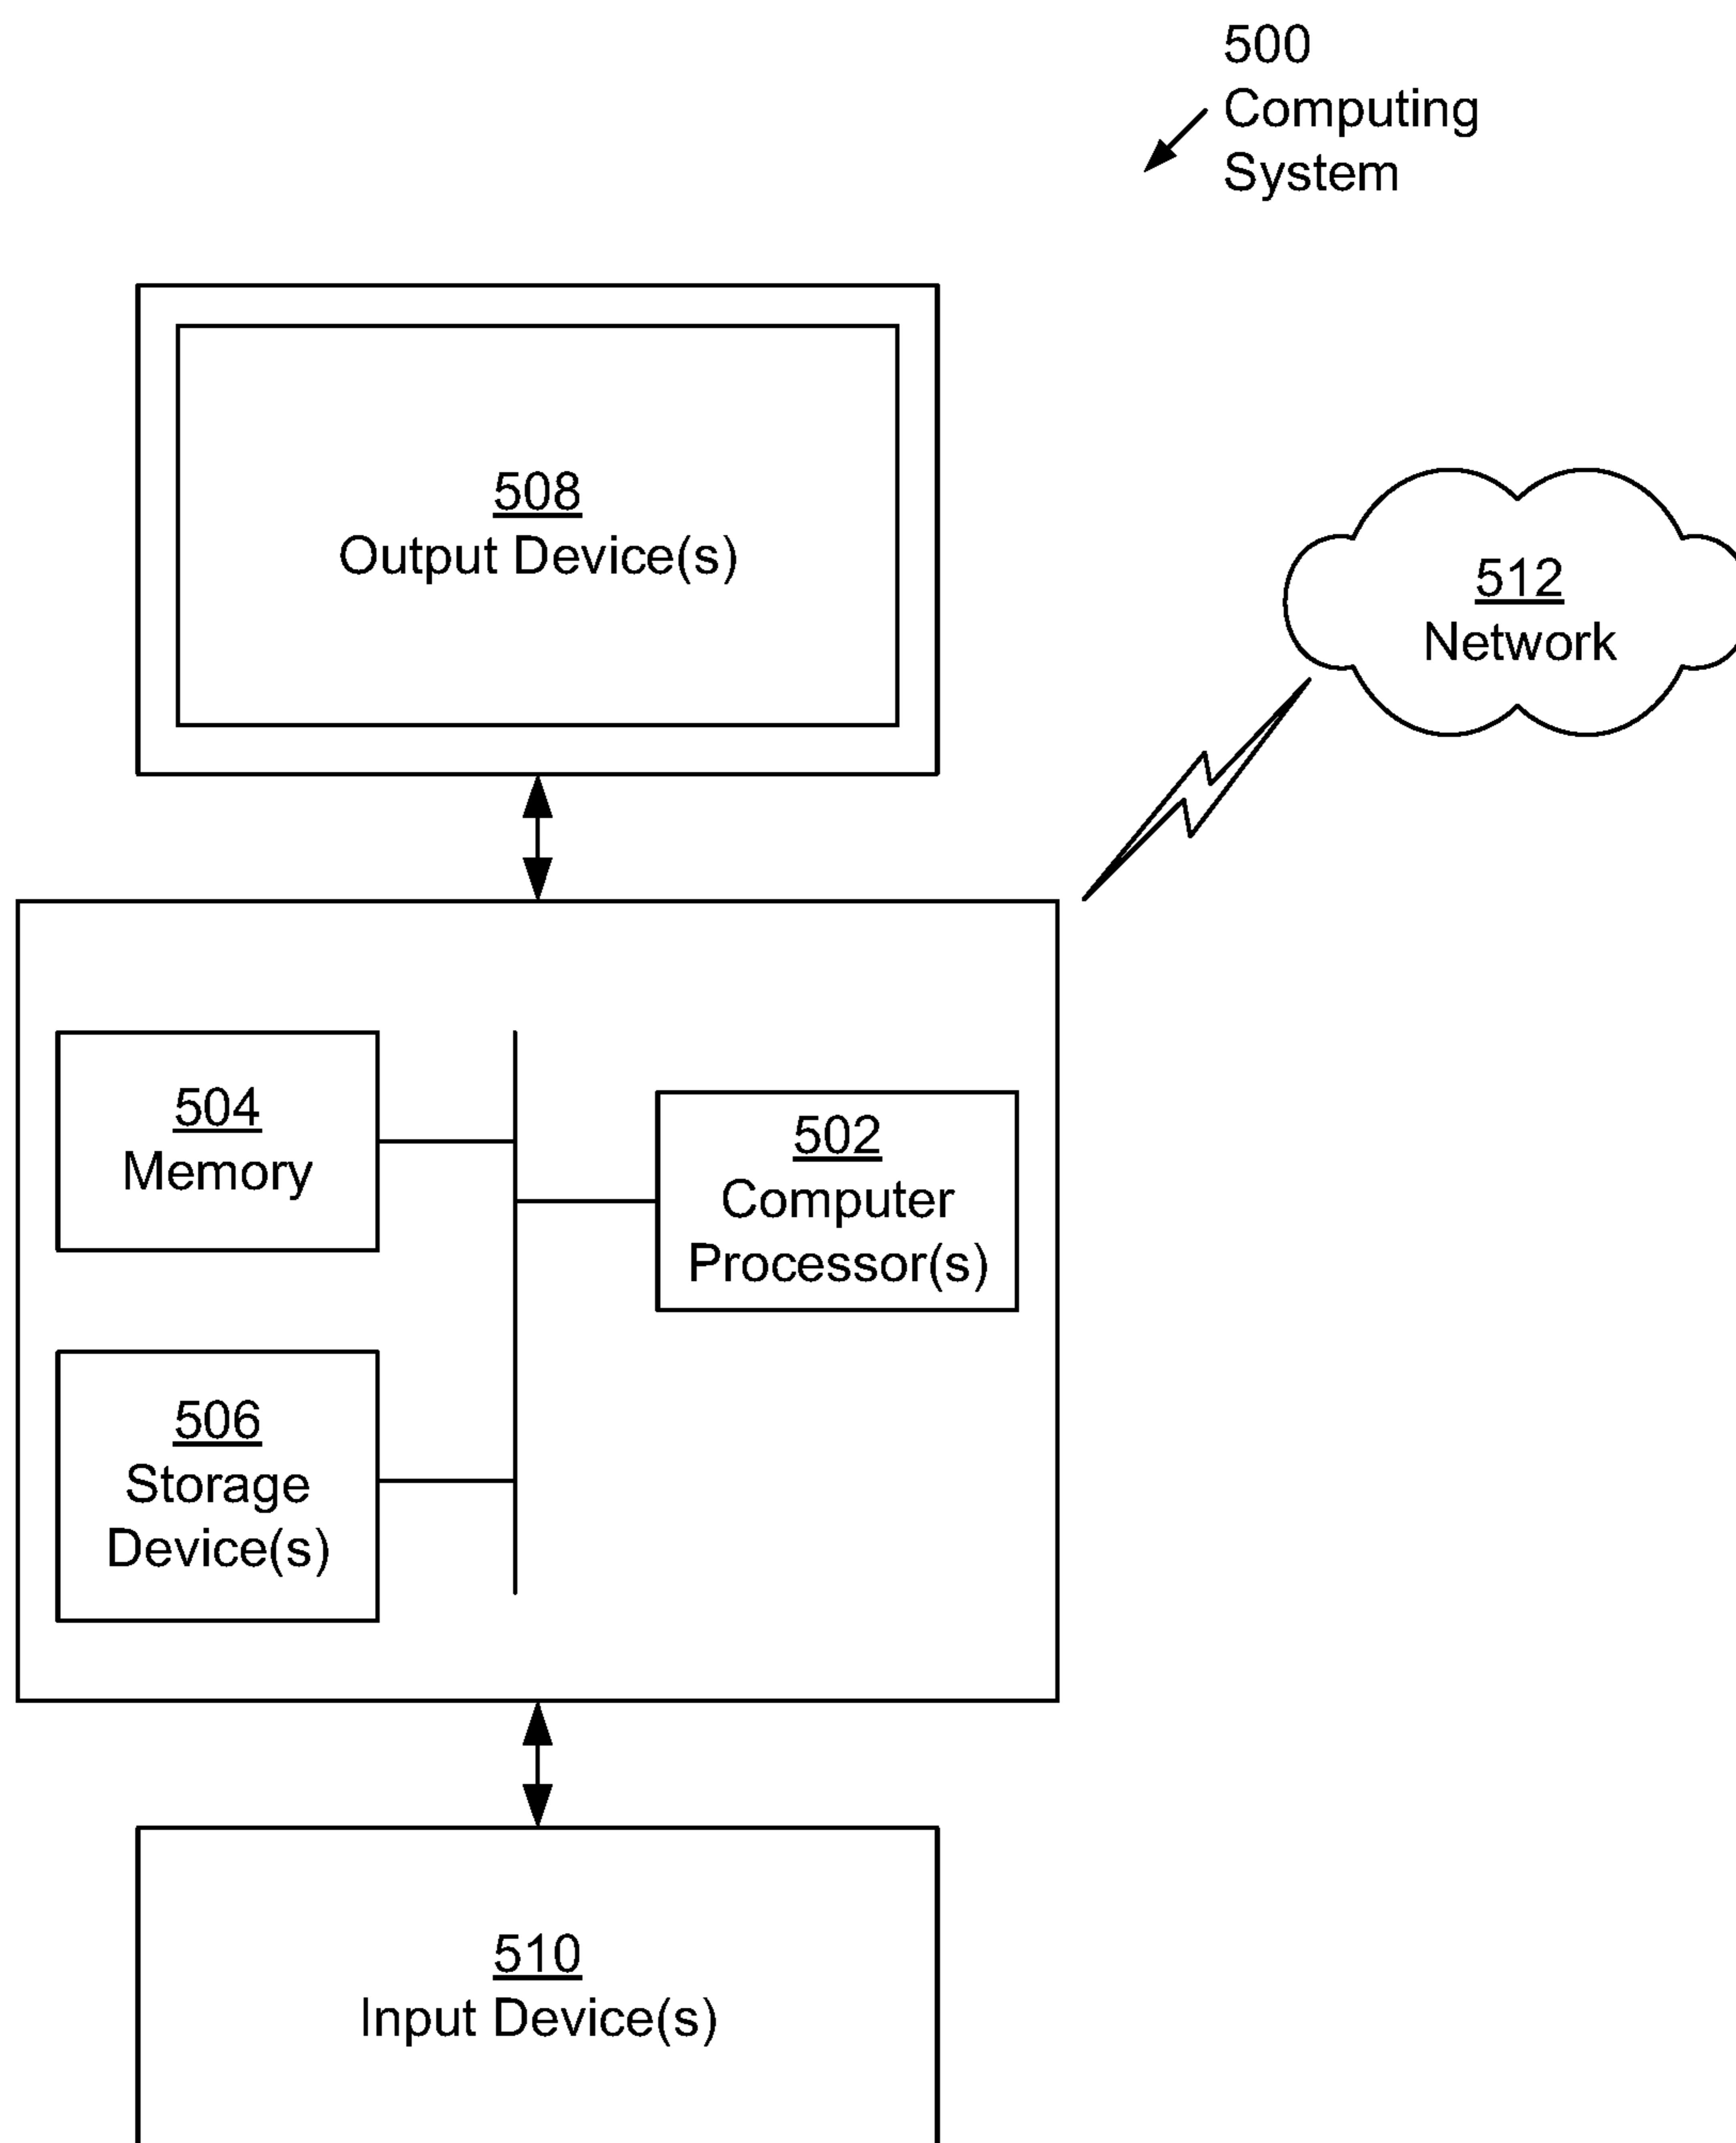 500
Computing
System
508
Output Device(s)
512
Network
504
Memory
502
Computer
Processor(s)
506
Storage
Device(s)
510
Input Device(s)